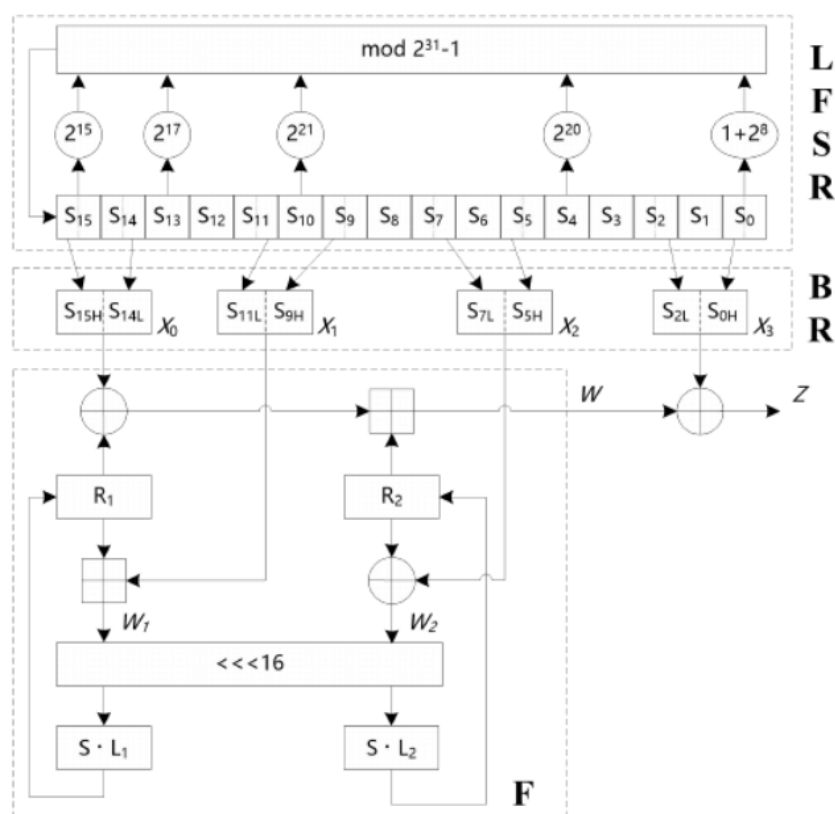 mod 2³¹-1
L
F
S
R
2¹⁵ 2¹⁷ 2²¹ 2²⁰ 1+2⁸
S₁₅ S₁₄ S₁₃ S₁₂ S₁₁ S₁₀ S₉ S₈ S₇ S₆ S₅ S₄ S₃ S₂ S₁ S₀
B
R
S₁₅H S₁₄L X₀ S₁₁L S₉H X₁ S₇L S₅H X₂ S₂L S₀H X₃
W Z
R₁ R₂
W₁ W₂
<<<16
S · L₁ S · L₂
F